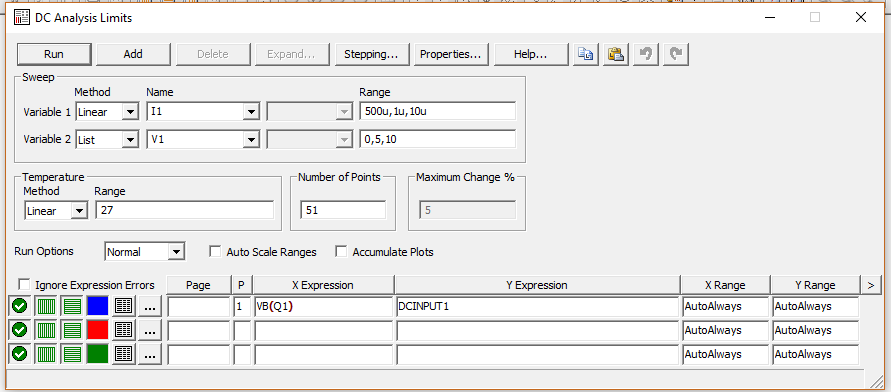 DC Analysis Limits
Run Add Delete Expand... Stepping... Properties... Help...
Sweep
Method Name Range
Variable 1 Linear I1 500u,1u,10u
Variable 2 List V1 0,5,10
Temperature Number of Points Maximum Change %
Method Range
Linear 27 51 5
Run Options Normal Auto Scale Ranges Accumulate Plots
Ignore Expression Errors Page P X Expression Y Expression X Range Y Range >
... 1 VB(Q1) DCINPUT1 AutoAlways AutoAlways
... AutoAlways AutoAlways
... AutoAlways AutoAlways